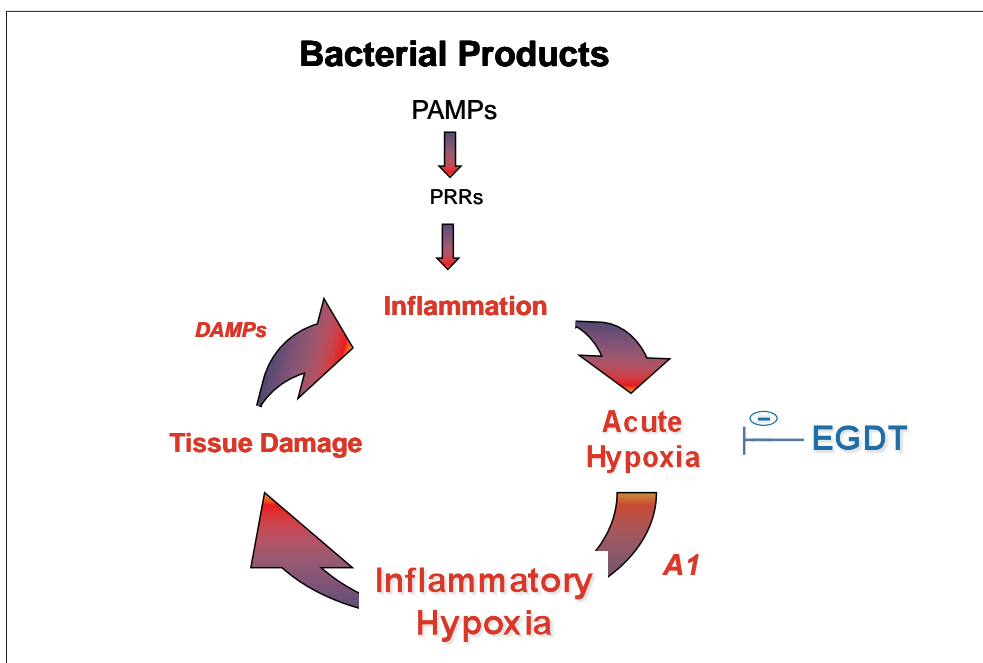 Bacterial Products
PAMPs
PRRs
Inflammation
DAMPs
Acute
Hypoxia
−
EGDT
Tissue Damage
A1
Inflammatory
Hypoxia